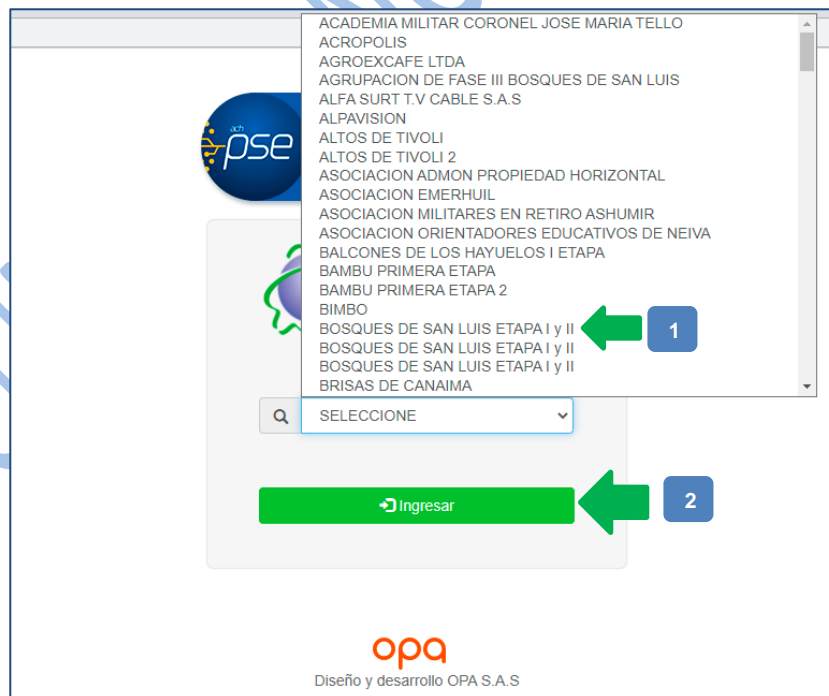 ACADEMIA MILITAR CORONEL JOSE MARIA TELLO
ACROPOLIS
AGROEXCAFE LTDA
AGRUPACION DE FASE III BOSQUES DE SAN LUIS
ALFA SURT T.V CABLE S.A.S
ALPAVISION
ALTOS DE TIVOLI
ALTOS DE TIVOLI 2
ASOCIACION ADMON PROPIEDAD HORIZONTAL
ASOCIACION EMERHUIL
ASOCIACION MILITARES EN RETIRO ASHUMIR
ASOCIACION ORIENTADORES EDUCATIVOS DE NEIVA
BALCONES DE LOS HAYUELOS I ETAPA
BAMBU PRIMERA ETAPA
BAMBU PRIMERA ETAPA 2
BIMBO
BOSQUES DE SAN LUIS ETAPA I y II
1
BOSQUES DE SAN LUIS ETAPA I y II
BOSQUES DE SAN LUIS ETAPA I y II
BRISAS DE CANAIMA
ach
pse
SELECCIONE
Ingresar
2
opa
Diseño y desarrollo OPA S.A.S